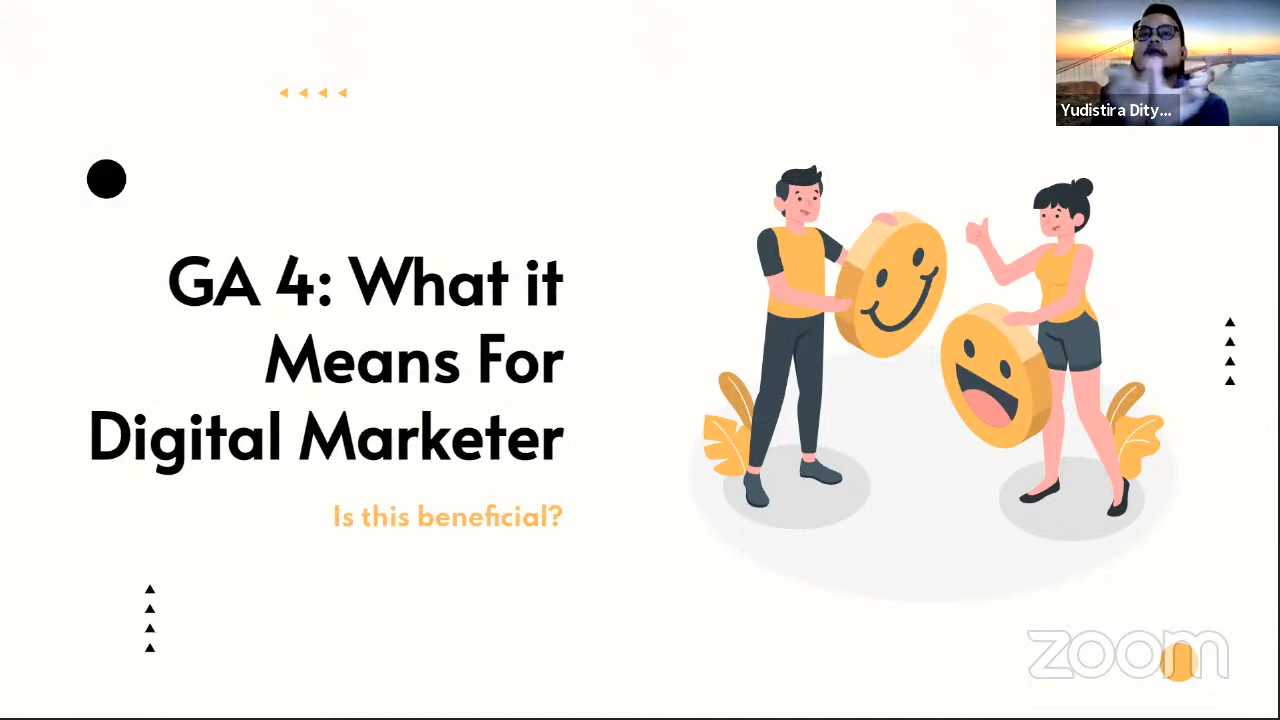 Yudistira Dity...
GA 4: What it
Means For
Digital Marketer
Is this beneficial?
zoom